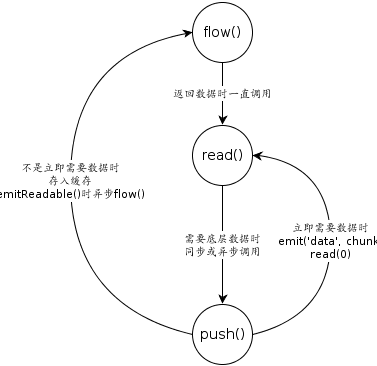 flow()
返回数据时一直调用
read()
不是立即需要数据时
存入缓存
emitReadable()时异步flow()
需要底层数据时
同步或异步调用
立即需要数据时
emit('data', chunk
read(0)
push()